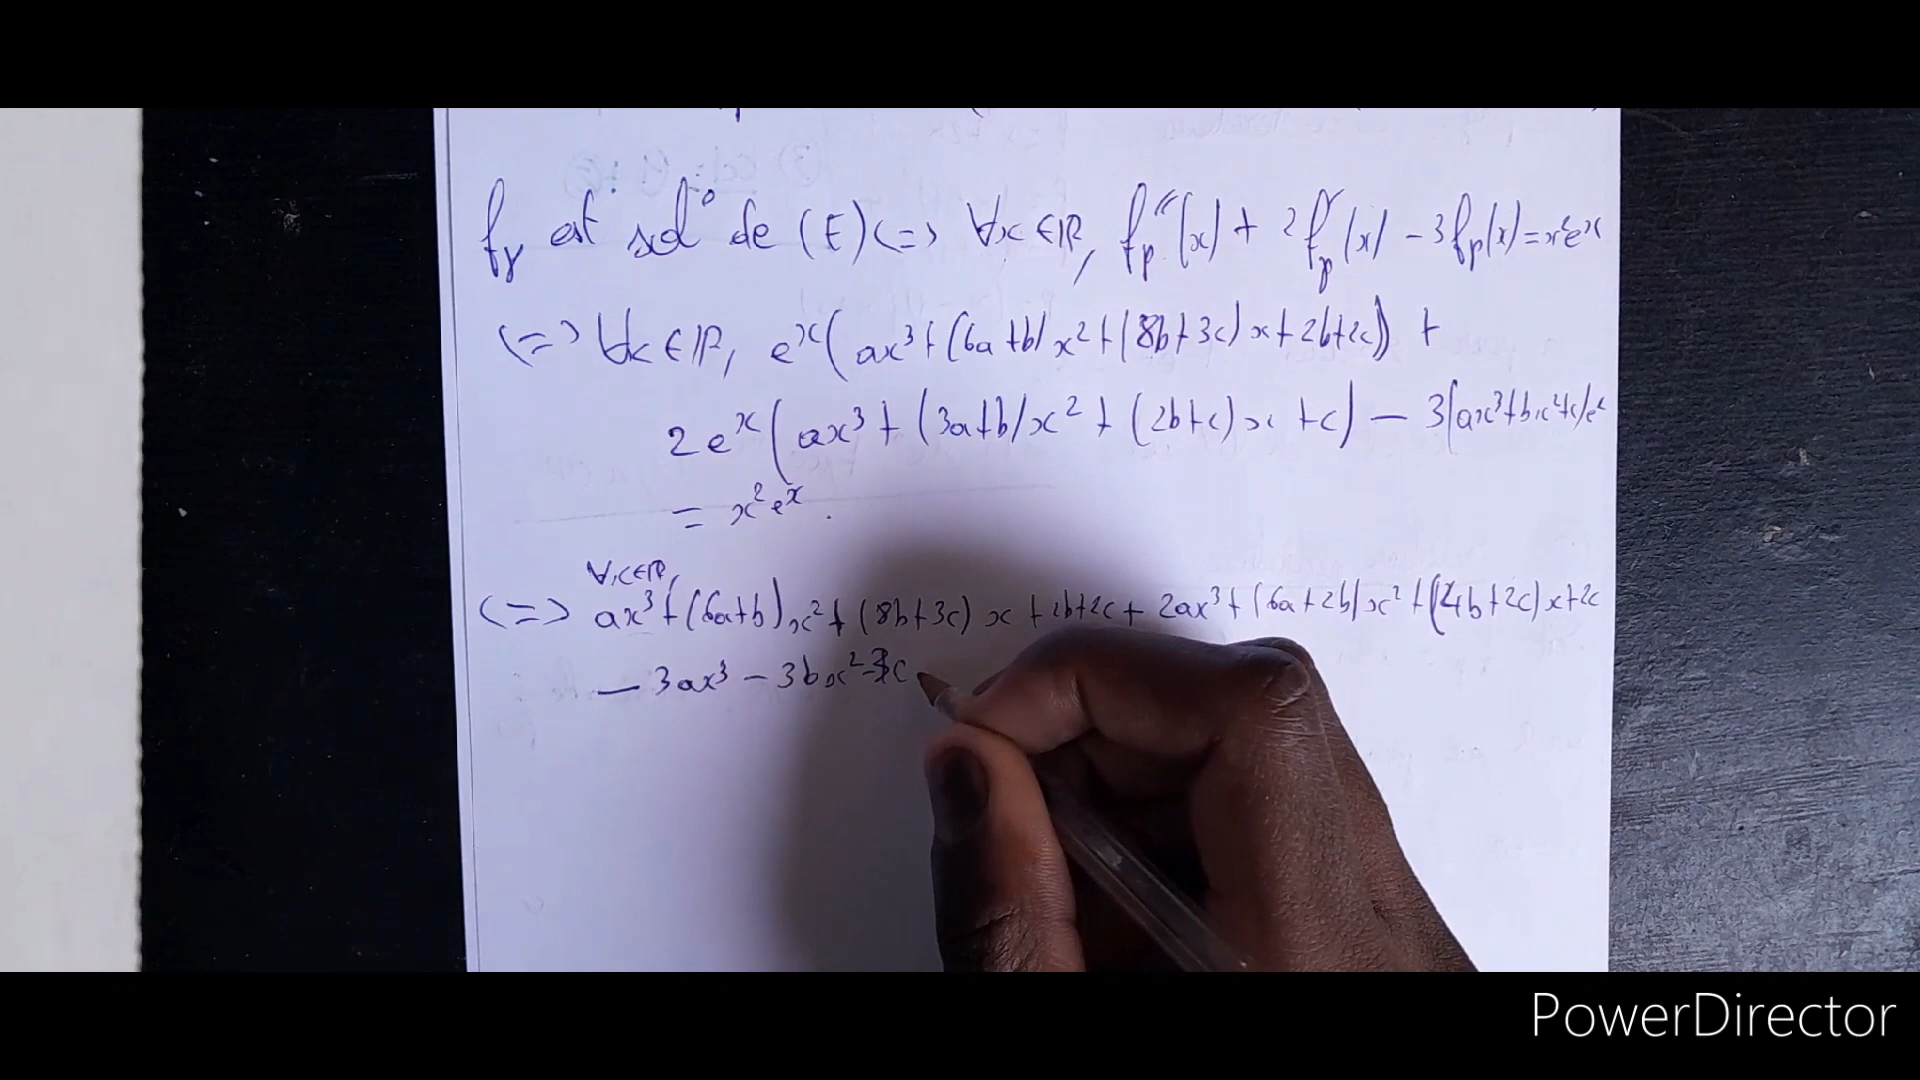 fp est sol° de (E) <=> ∀x ∈ ℝ, fp''(x) + 2fp'(x) - 3fp(x) = x²eˣ
<=> ∀x ∈ ℝ, eˣ(ax³ + (6a+b)x² + (8b+3c)x + 2b+2c)) +
2eˣ(ax³ + (3a+b)x² + (2b+c)x + c) - 3(ax³+bx²+c)eˣ
= x²eˣ.
∀x∈ℝ,
<=> ax³ + (6a+b)x² + (8b+3c)x + 2b+2c + 2ax³ + (6a+2b)x² + (4b+2c)x + 2c
- 3ax³ - 3bx² - 3c
PowerDirector